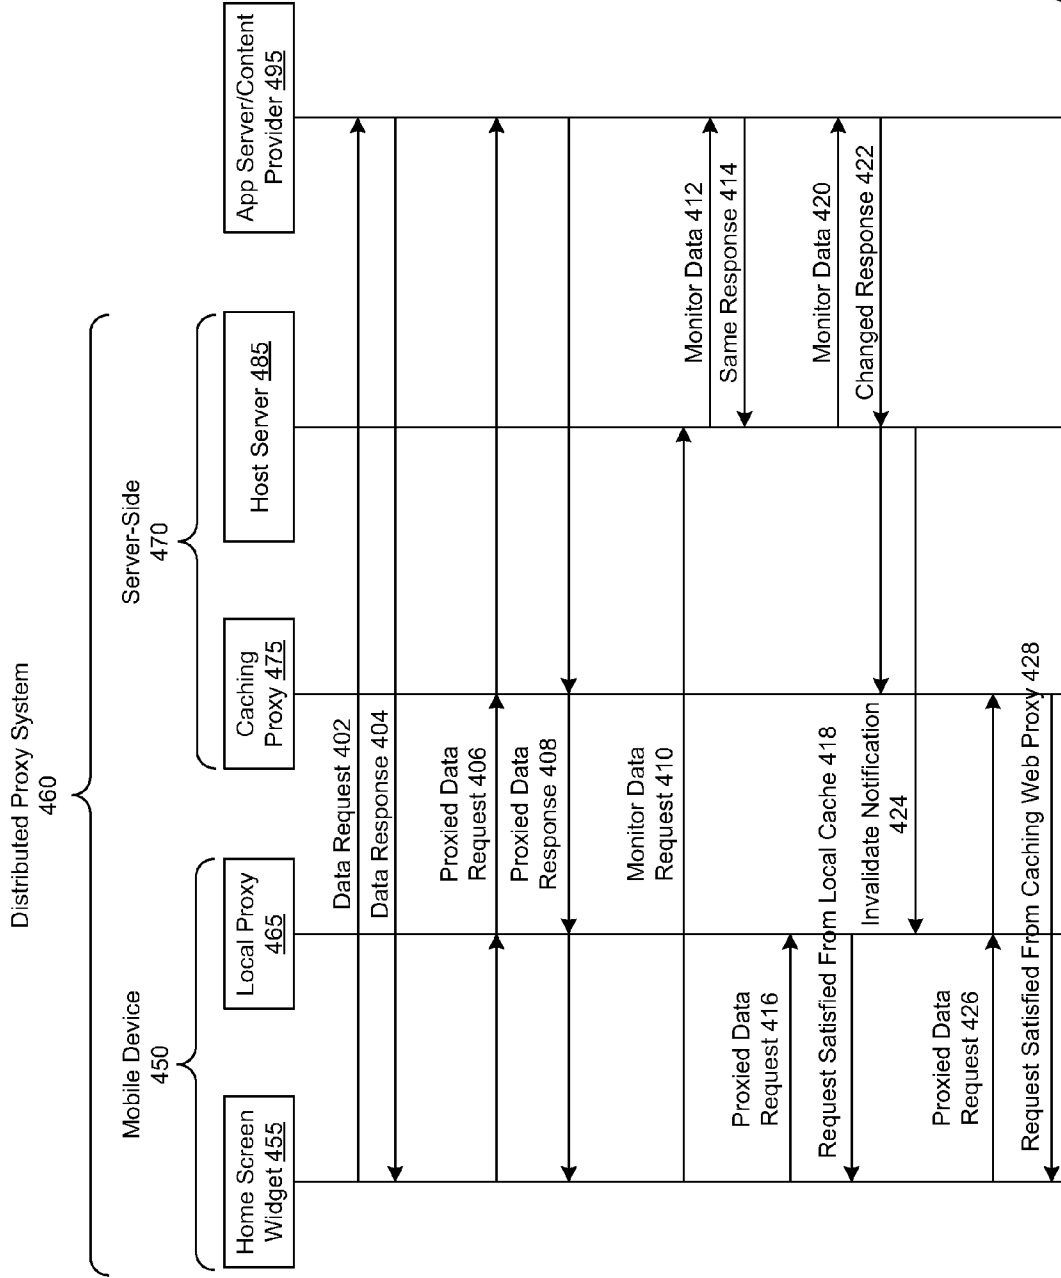 Distributed Proxy System
460
Mobile Device
450
Server-Side
470
Home Screen
Widget 455
Local Proxy
465
Caching
Proxy 475
Host Server 485
App Server/Content
Provider 495
Data Request 402
Data Response 404
Proxied Data
Request 406
Proxied Data
Response 408
Monitor Data
Request 410
Monitor Data 412
Same Response 414
Proxied Data
Request 416
Request Satisfied From Local Cache 418
Monitor Data 420
Changed Response 422
Invalidate Notification
424
Proxied Data
Request 426
Request Satisfied From Caching Web Proxy 428